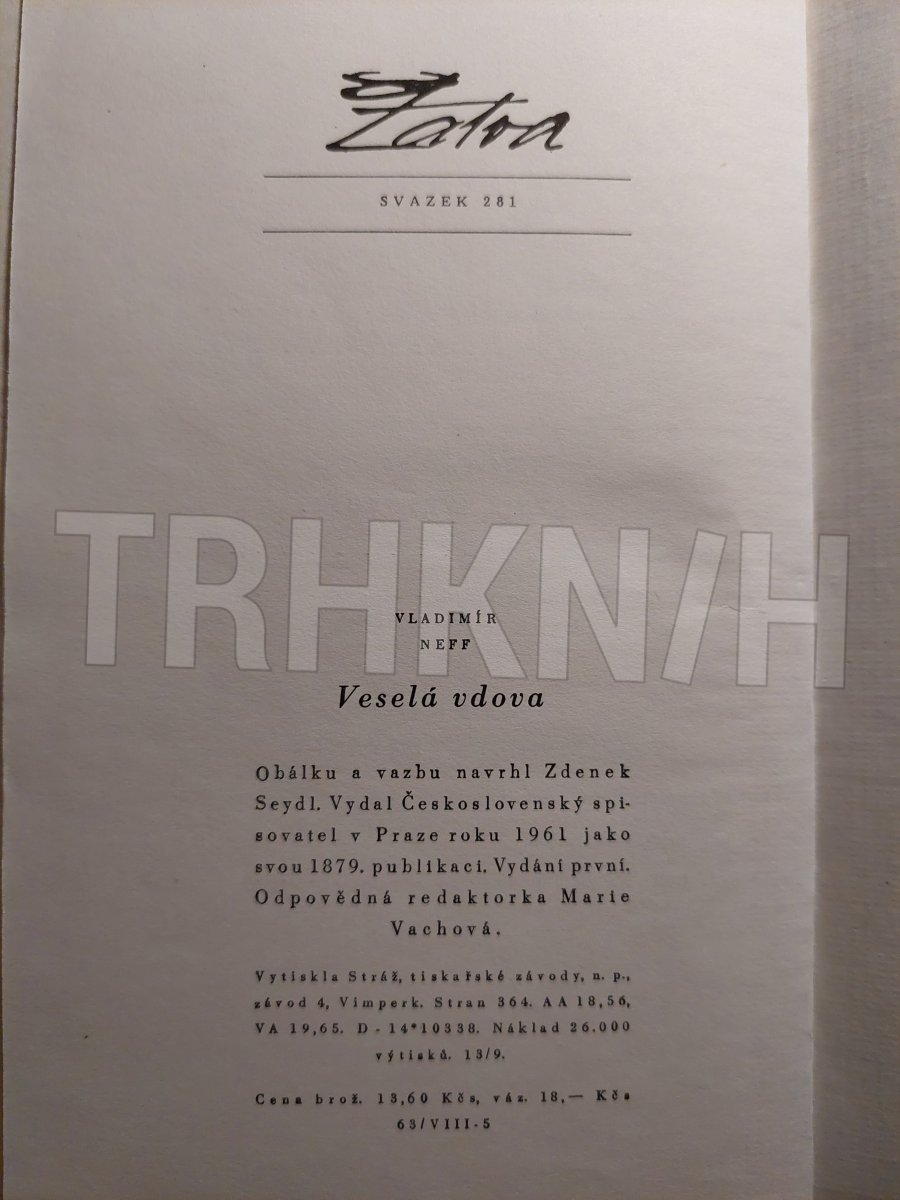 Žatva
SVAZEK 281
TRHKN/H
VLADIMÍR
NEFF
Veselá vdova
Obálku a vazbu navrhl Zdenek
Seydl. Vydal Československý spi-
sovatel v Praze roku 1961 jako
svou 1879. publikaci. Vydání první.
Odpovědná redaktorka Marie
Vachová.
Vytiskla Stráž, tiskařské závody, n. p.,
závod 4, Vimperk. Stran 364. AA 18,56,
VA 19,65. D - 14*10338. Náklad 26.000
výtisků. 13/9.
Cena brož. 13,60 Kčs, váz. 18,— Kčs
63/VIII-5